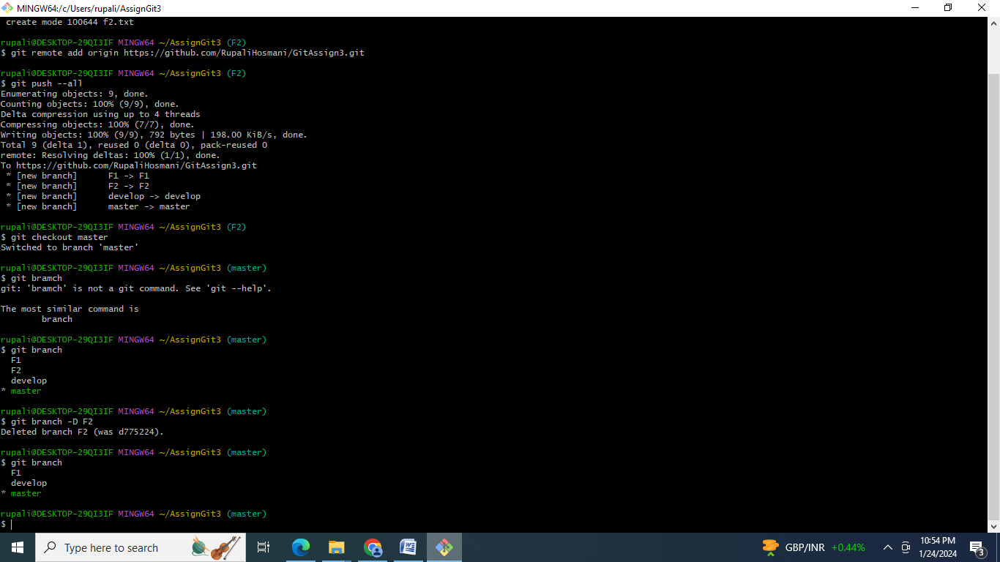 MINGW64:/c/Users/rupali/AssignGit3
 create mode 100644 f2.txt
rupali@DESKTOP-29QI3IF MINGW64 ~/AssignGit3 (F2)
$ git remote add origin https://github.com/RupaliHosmani/GitAssign3.git
rupali@DESKTOP-29QI3IF MINGW64 ~/AssignGit3 (F2)
$ git push --all
Enumerating objects: 9, done.
Counting objects: 100% (9/9), done.
Delta compression using up to 4 threads
Compressing objects: 100% (7/7), done.
Writing objects: 100% (9/9), 792 bytes | 198.00 KiB/s, done.
Total 9 (delta 1), reused 0 (delta 0), pack-reused 0
remote: Resolving deltas: 100% (1/1), done.
To https://github.com/RupaliHosmani/GitAssign3.git
 * [new branch]      F1 -> F1
 * [new branch]      F2 -> F2
 * [new branch]      develop -> develop
 * [new branch]      master -> master
rupali@DESKTOP-29QI3IF MINGW64 ~/AssignGit3 (F2)
$ git checkout master
Switched to branch 'master'
rupali@DESKTOP-29QI3IF MINGW64 ~/AssignGit3 (master)
$ git bramch
git: 'bramch' is not a git command. See 'git --help'.
The most similar command is
        branch
rupali@DESKTOP-29QI3IF MINGW64 ~/AssignGit3 (master)
$ git branch
  F1
  F2
  develop
* master
rupali@DESKTOP-29QI3IF MINGW64 ~/AssignGit3 (master)
$ git branch -D F2
Deleted branch F2 (was d775224).
rupali@DESKTOP-29QI3IF MINGW64 ~/AssignGit3 (master)
$ git branch
  F1
  develop
* master
rupali@DESKTOP-29QI3IF MINGW64 ~/AssignGit3 (master)
$
Type here to search
GBP/INR +0.44%
10:54 PM
1/24/2024
3